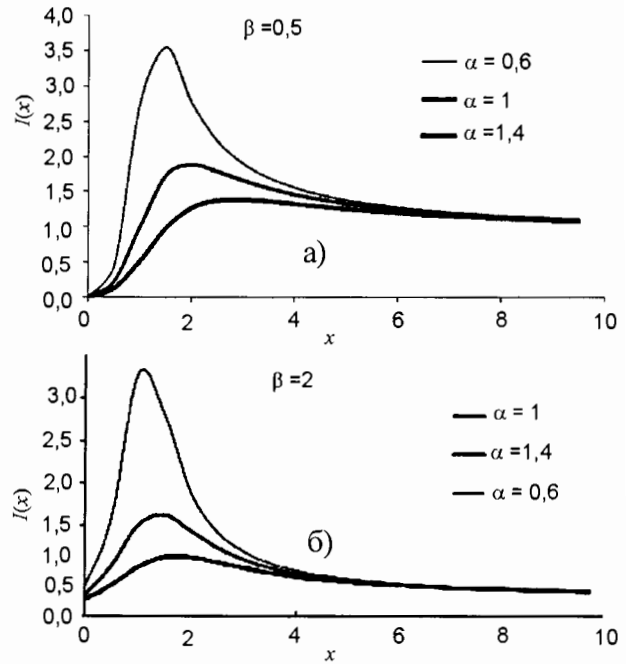 β =0,5
4,0
3,5
3,0
2,5
2,0
1,5
1,0
0,5
0,0
I(x)
α = 0,6
α = 1
α =1,4
а)
0 2 4 6 8 10
x
β =2
3,0
2,5
2,0
1,5
1,0
0,5
0,0
I(x)
α = 1
α =1,4
α = 0,6
б)
0 2 4 6 8 10
x